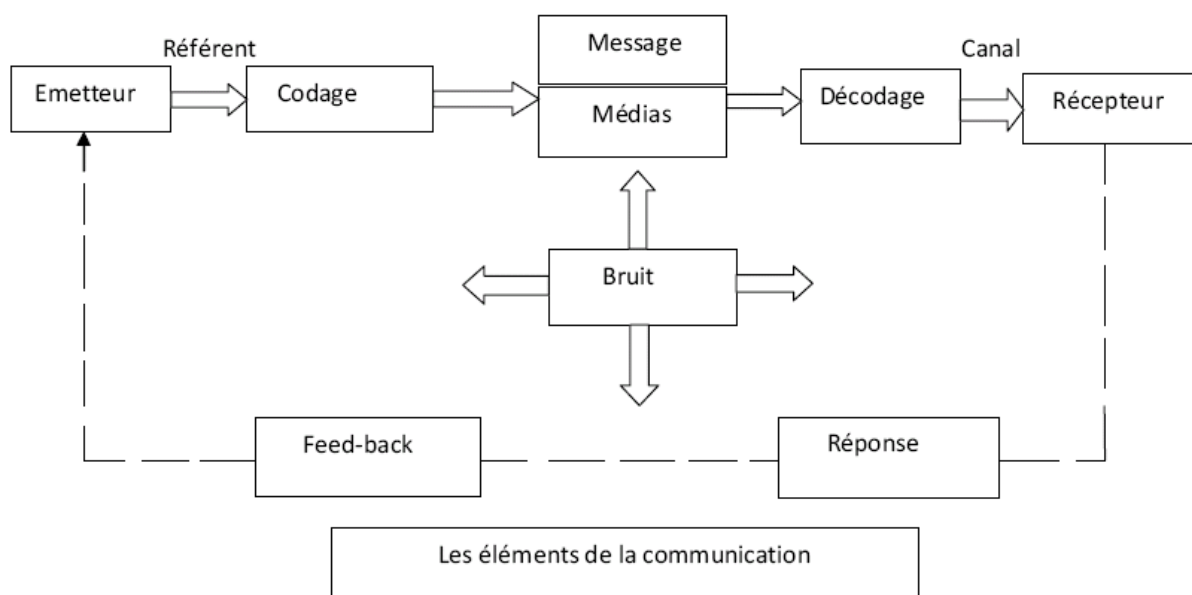 Référent
Message
Canal
Emetteur
Codage
Médias
Décodage
Récepteur
Bruit
Feed-back
Réponse
Les éléments de la communication